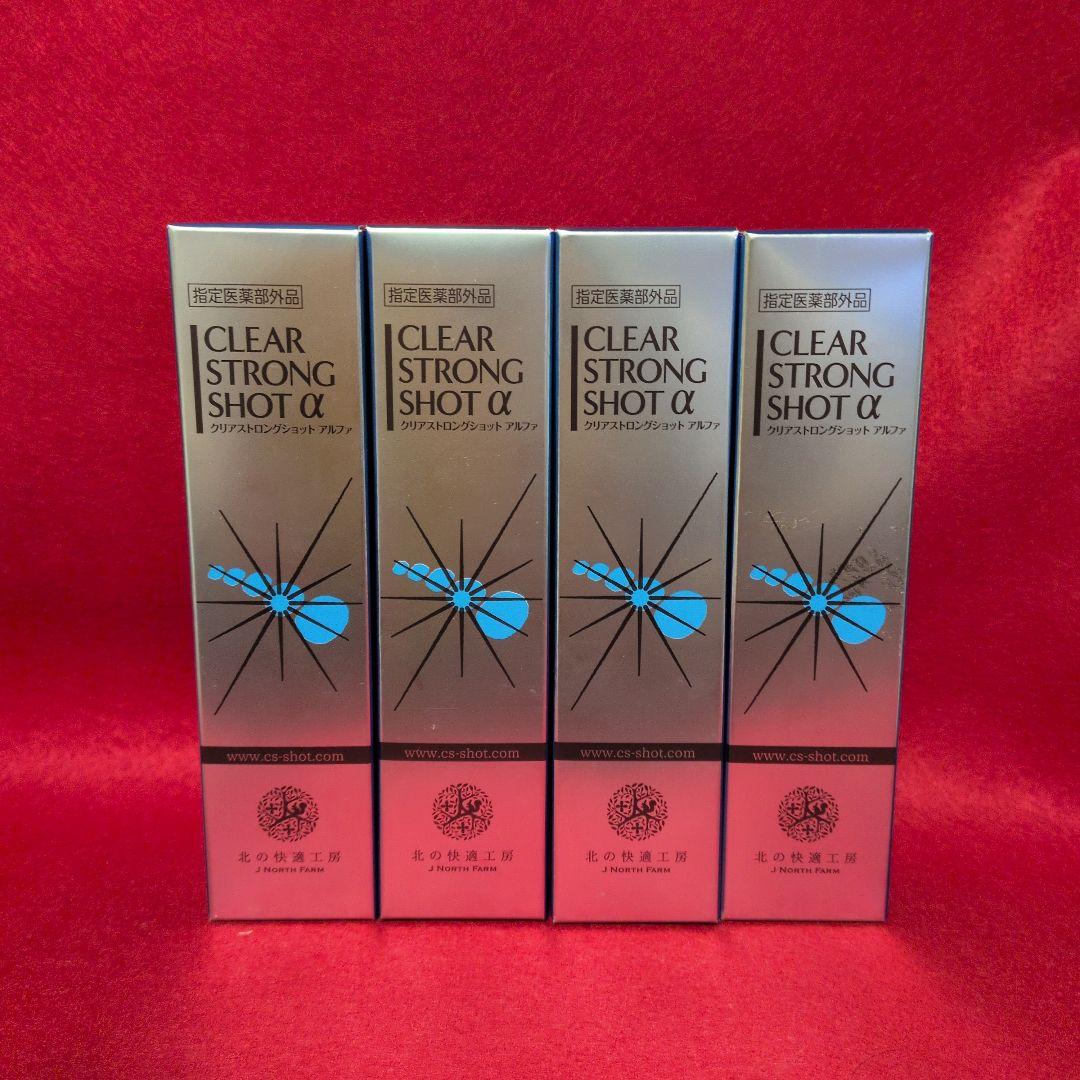 指定医薬部外品
CLEAR
STRONG
SHOT α
クリアストロングショット アルファ
www.cs-shot.com
北の快適工房
J NORTH FARM
指定医薬部外品
CLEAR
STRONG
SHOT α
クリアストロングショット アルファ
www.cs-shot.com
北の快適工房
J NORTH FARM
指定医薬部外品
CLEAR
STRONG
SHOT α
クリアストロングショット アルファ
www.cs-shot.com
北の快適工房
J NORTH FARM
指定医薬部外品
CLEAR
STRONG
SHOT α
クリアストロングショット アルファ
www.cs-shot.com
北の快適工房
J NORTH FARM